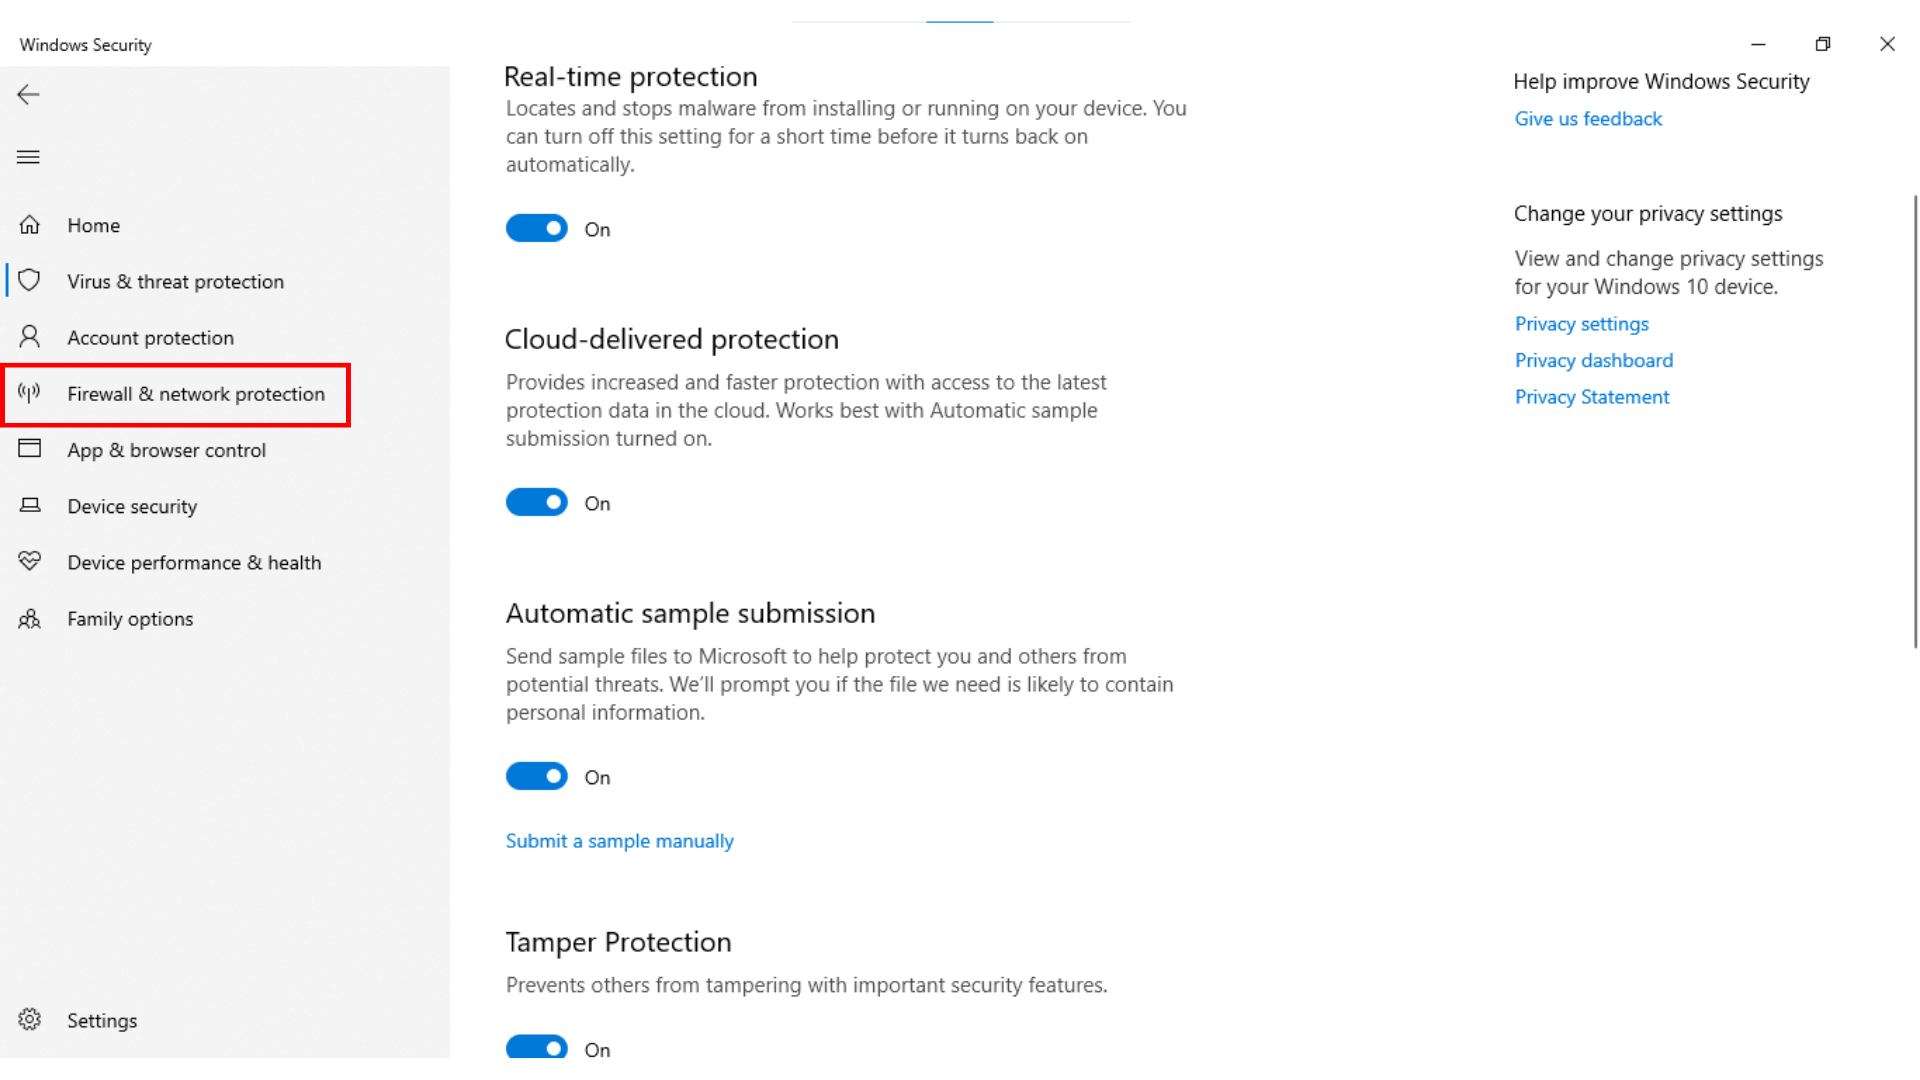 Windows Security
Home
Virus & threat protection
Account protection
Firewall & network protection
App & browser control
Device security
Device performance & health
Family options
Settings
Real-time protection
Locates and stops malware from installing or running on your device. You
can turn off this setting for a short time before it turns back on
automatically.
On
Cloud-delivered protection
Provides increased and faster protection with access to the latest
protection data in the cloud. Works best with Automatic sample
submission turned on.
On
Automatic sample submission
Send sample files to Microsoft to help protect you and others from
potential threats. We’ll prompt you if the file we need is likely to contain
personal information.
On
Submit a sample manually
Tamper Protection
Prevents others from tampering with important security features.
On
Help improve Windows Security
Give us feedback
Change your privacy settings
View and change privacy settings
for your Windows 10 device.
Privacy settings
Privacy dashboard
Privacy Statement